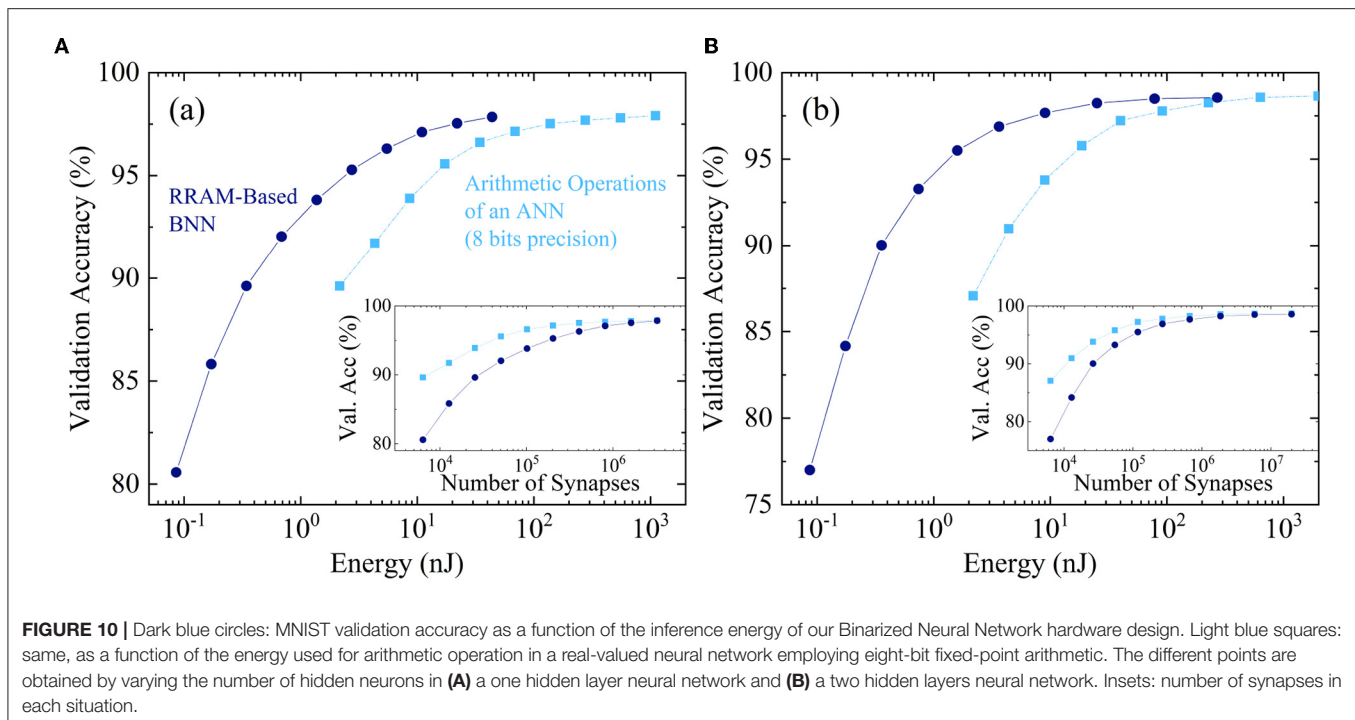 A
B
100
95
90
85
80
Validation Accuracy (%)
(a)
RRAM-Based
BNN
Arithmetic Operations
of an ANN
(8 bits precision)
100
90
80
Val. Acc (%)
10^4
10^5
10^6
Number of Synapses
10^-1
10^0
10^1
10^2
10^3
Energy (nJ)
100
95
90
85
80
75
Validation Accuracy (%)
(b)
100
90
80
Val. Acc (%)
10^4
10^5
10^6
10^7
Number of Synapses
10^-1
10^0
10^1
10^2
10^3
Energy (nJ)
FIGURE 10 | Dark blue circles: MNIST validation accuracy as a function of the inference energy of our Binarized Neural Network hardware design. Light blue squares:
same, as a function of the energy used for arithmetic operation in a real-valued neural network employing eight-bit fixed-point arithmetic. The different points are
obtained by varying the number of hidden neurons in (A) a one hidden layer neural network and (B) a two hidden layers neural network. Insets: number of synapses in
each situation.